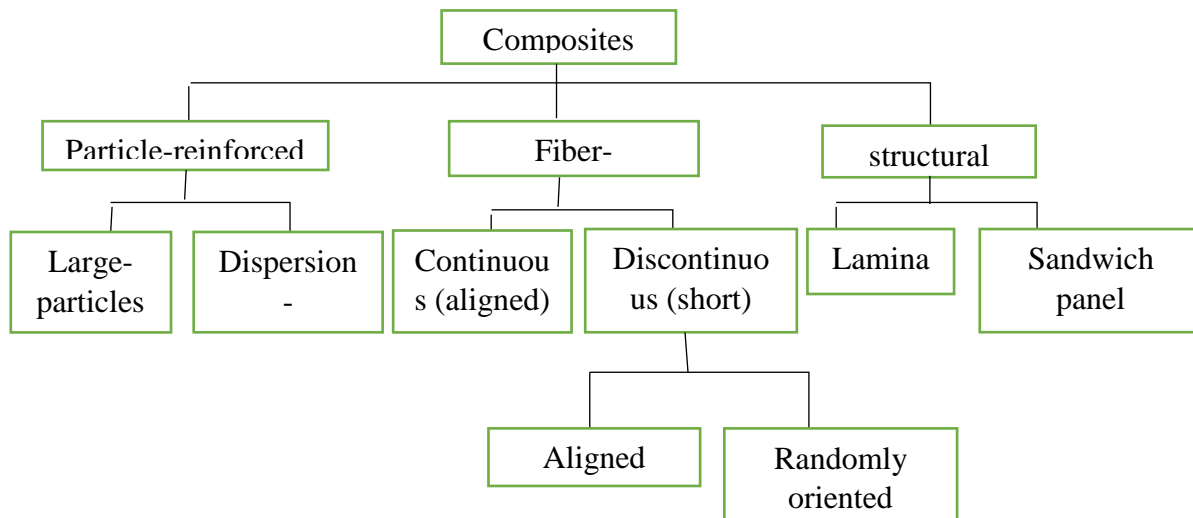 Composites
Particle-reinforced
Fiber-
structural
Large-
particles
Dispersion
-
Continuou
s (aligned)
Discontinuo
us (short)
Lamina
Sandwich
panel
Aligned
Randomly
oriented